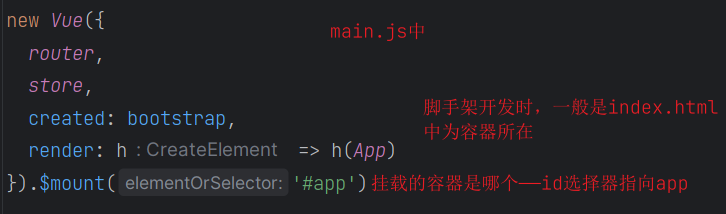 new Vue({
main.js中
router,
store,
脚手架开发时，一般是index.html
created: bootstrap,
中为容器所在
render: h : CreateElement => h(App)
}).$mount( elementOrSelector: '#app') 挂载的容器是哪个——id选择器指向app